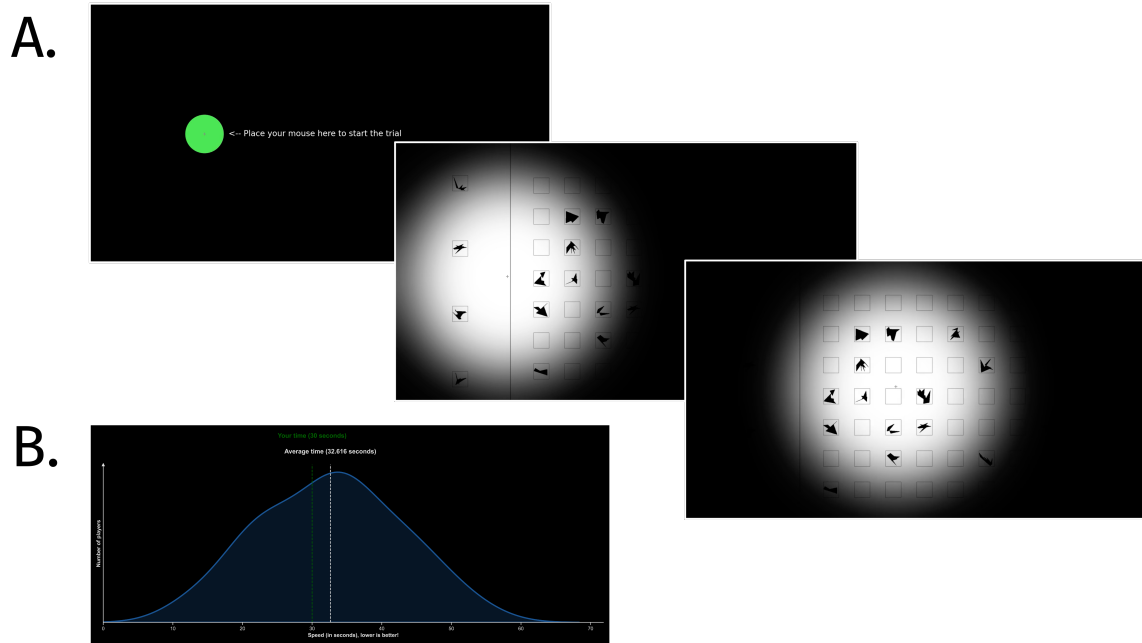 A.
<-- Place your mouse here to start the trial
B.
Your time (30 seconds)
Average time (32.616 seconds)
Number of players
0 10 20 30 40 50 60 70
Speed (in seconds), lower is better!